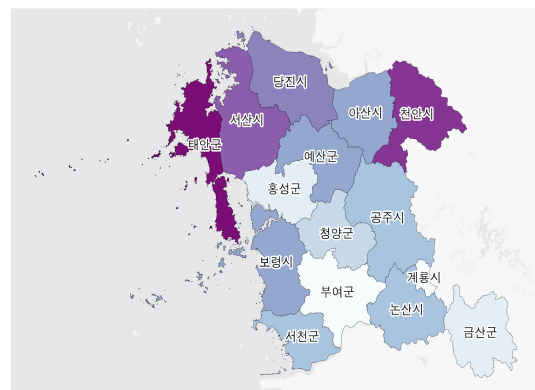 당진시
아산시
천안시
서산시
태안군
예산군
홍성군
공주시
청양군
보령시
계룡시
부여군
논산시
서천군
금산군